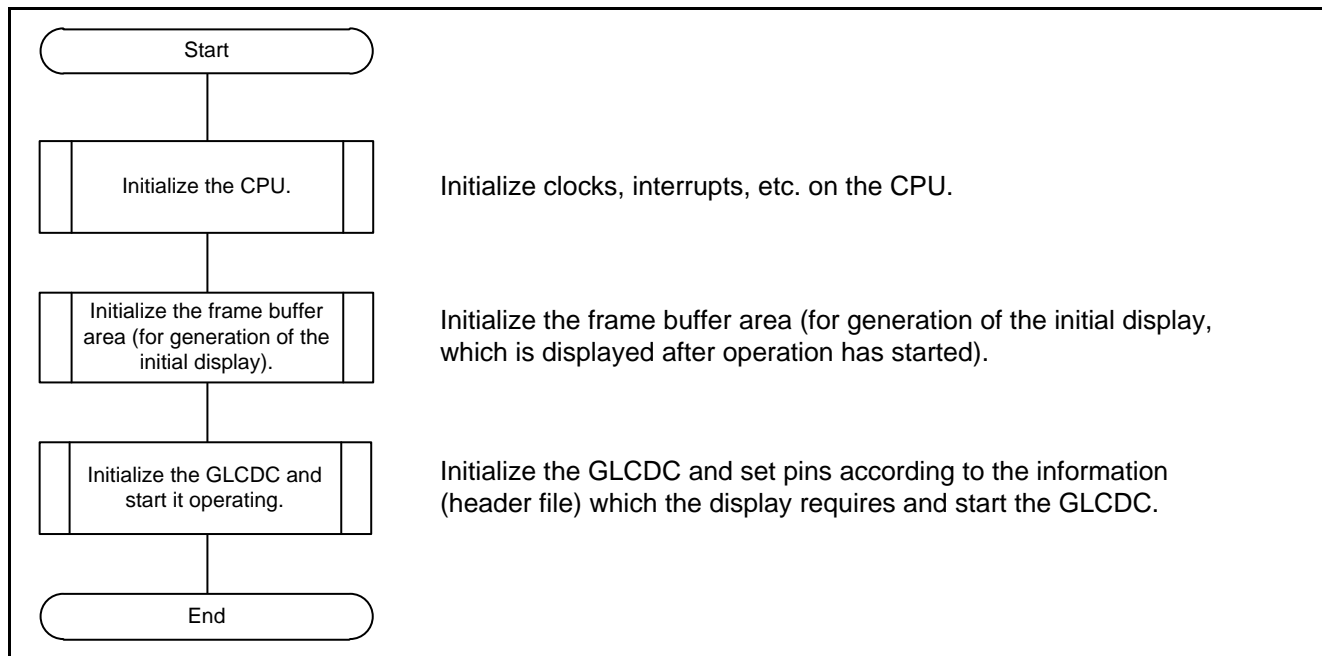 Start
Initialize the CPU.
Initialize clocks, interrupts, etc. on the CPU.
Initialize the frame buffer
area (for generation of the
initial display).
Initialize the frame buffer area (for generation of the initial display,
which is displayed after operation has started).
Initialize the GLCDC and
start it operating.
Initialize the GLCDC and set pins according to the information
(header file) which the display requires and start the GLCDC.
End